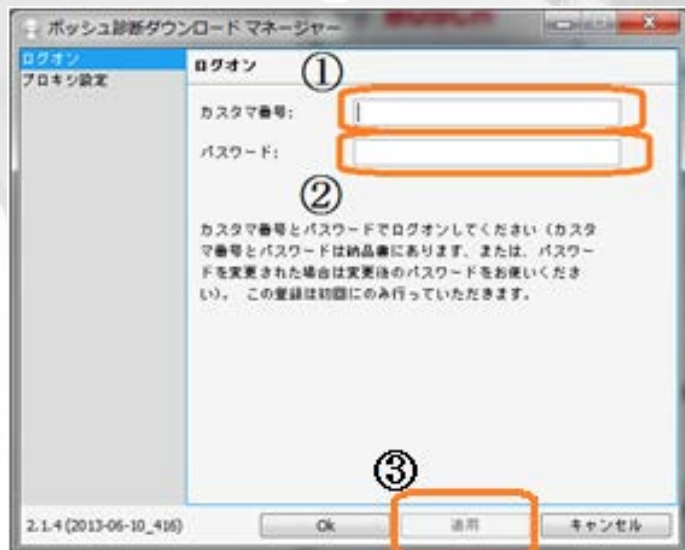 ボッシュ診断ダウンロード マネージャー
ログオン
プロキシ設定
ログオン
①
カスタマ番号:
パスワード:
②
カスタマ番号とパスワードでログオンしてください（カスタ
マ番号とパスワードは納品書にあります、または、パスワー
ドを変更された場合は変更後のパスワードをお使いくださ
い）。 この登録は初回にのみ行っていただきます。
③
2.1.4 (2013-06-10_416)
Ok
適用
キャンセル